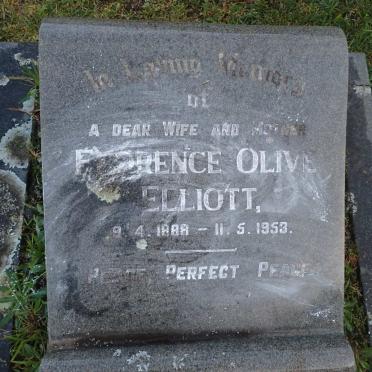 In Loving Memory
OF
A DEAR WIFE AND MOTHER
FLORENCE OLIVE
ELLIOTT,
9. 4. 1888 – 11. 5. 1953.
PEACE PERFECT PEACE